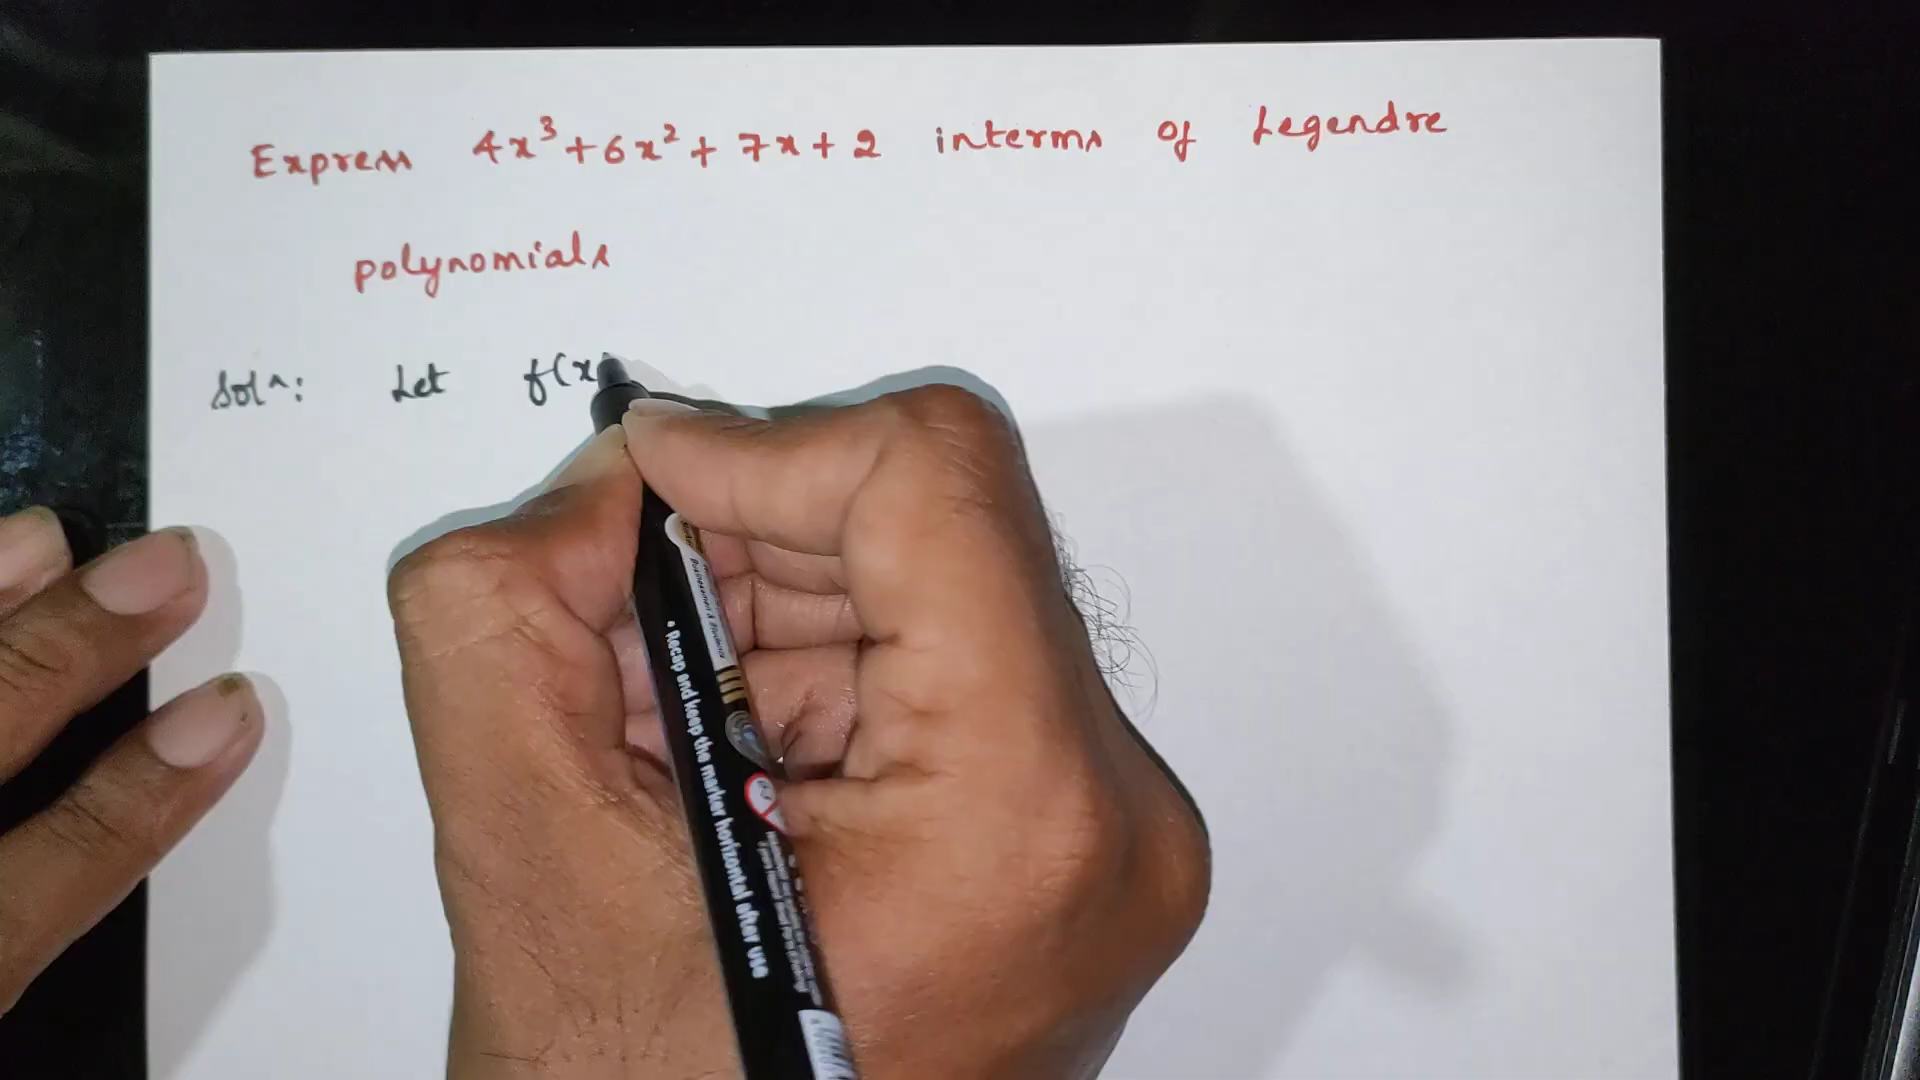 Express 4x³+6x²+7x+2 interms of Legendre
polynomials
Soln: Let f(x)
• Recap and keep the marker horizontal after use